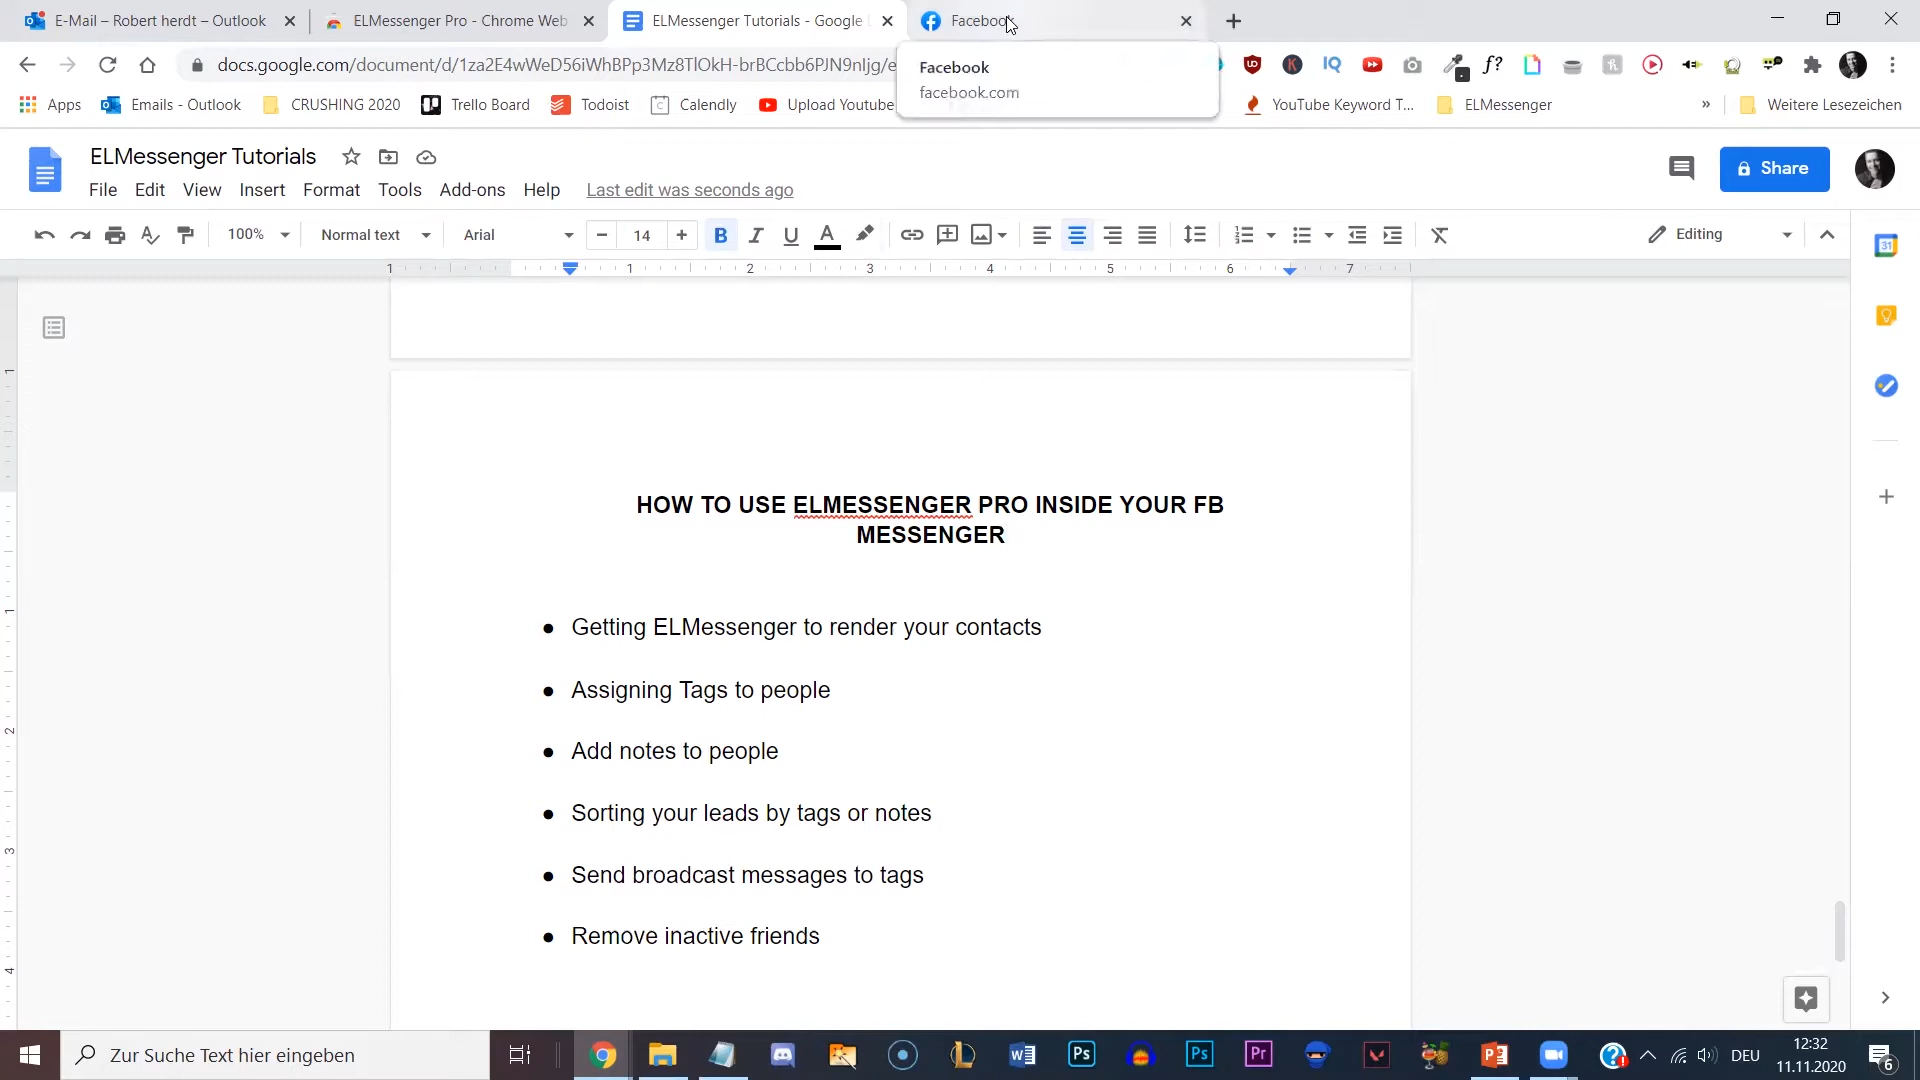 E-Mail – Robert herdt – Outlook
ELMessenger Pro - Chrome Web
ELMessenger Tutorials - Google
Facebook
docs.google.com/document/d/1za2E4wWeD56iWhBPp3Mz8TlOkH-brBCcbb6PJN9nIjg/e
Facebook
facebook.com
Apps
Emails - Outlook
CRUSHING 2020
Trello Board
Todoist
Calendly
Upload Youtube
YouTube Keyword T...
ELMessenger
»
Weitere Lesezeichen
ELMessenger Tutorials
Share
File Edit View Insert Format Tools Add-ons Help Last edit was seconds ago
100% Normal text Arial 14 Editing
1 1 2 3 4 5 6 7
HOW TO USE ELMESSENGER PRO INSIDE YOUR FB
MESSENGER
● Getting ELMessenger to render your contacts
● Assigning Tags to people
● Add notes to people
● Sorting your leads by tags or notes
● Send broadcast messages to tags
● Remove inactive friends
Zur Suche Text hier eingeben
DEU
12:32
11.11.2020
6